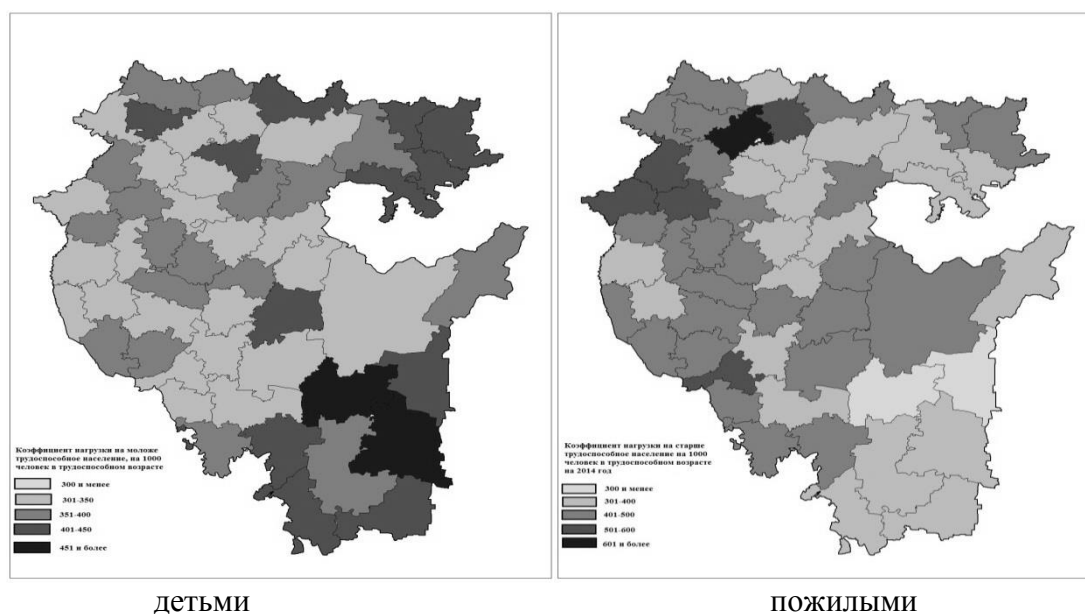 Коэффициент нагрузки на моложе
трудоспособное население, на 1000
человек в трудоспособном возрасте
300 и менее
301-350
351-400
401-450
451 и более
Коэффициент нагрузки на старше
трудоспособное население на 1000
человек в трудоспособном возрасте
на 2014 год
300 и менее
301-400
401-500
501-600
601 и более
детьми
пожилыми